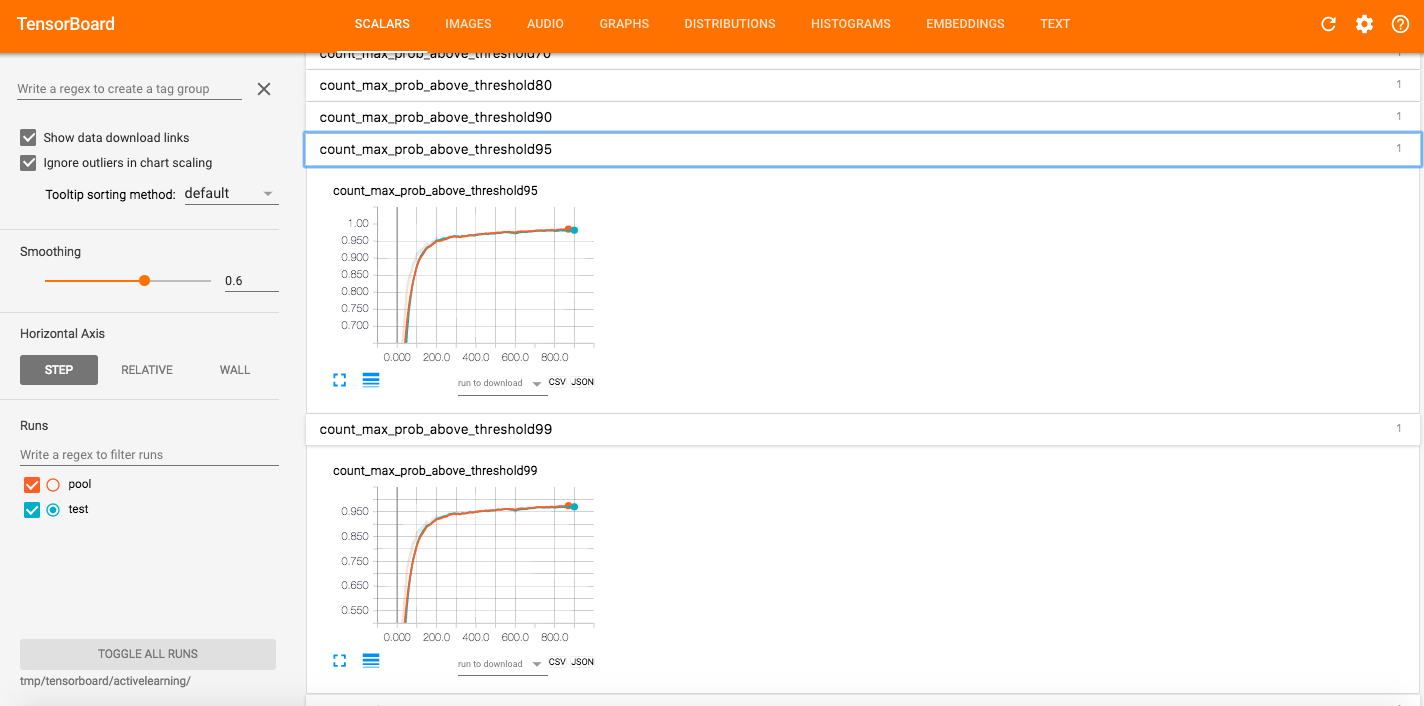 TensorBoard
SCALARS IMAGES AUDIO GRAPHS DISTRIBUTIONS HISTOGRAMS EMBEDDINGS TEXT
Write a regex to create a tag group
Show data download links
Ignore outliers in chart scaling
Tooltip sorting method: default
Smoothing
0.6
Horizontal Axis
STEP RELATIVE WALL
Runs
Write a regex to filter runs
pool
test
TOGGLE ALL RUNS
tmp/tensorboard/activelearning/
count_max_prob_above_threshold70 1
count_max_prob_above_threshold80 1
count_max_prob_above_threshold90 1
count_max_prob_above_threshold95 1
count_max_prob_above_threshold95
1.00
0.950
0.900
0.850
0.800
0.750
0.700
0.000 200.0 400.0 600.0 800.0
run to download CSV JSON
count_max_prob_above_threshold99 1
count_max_prob_above_threshold99
0.950
0.850
0.750
0.650
0.550
0.000 200.0 400.0 600.0 800.0
run to download CSV JSON